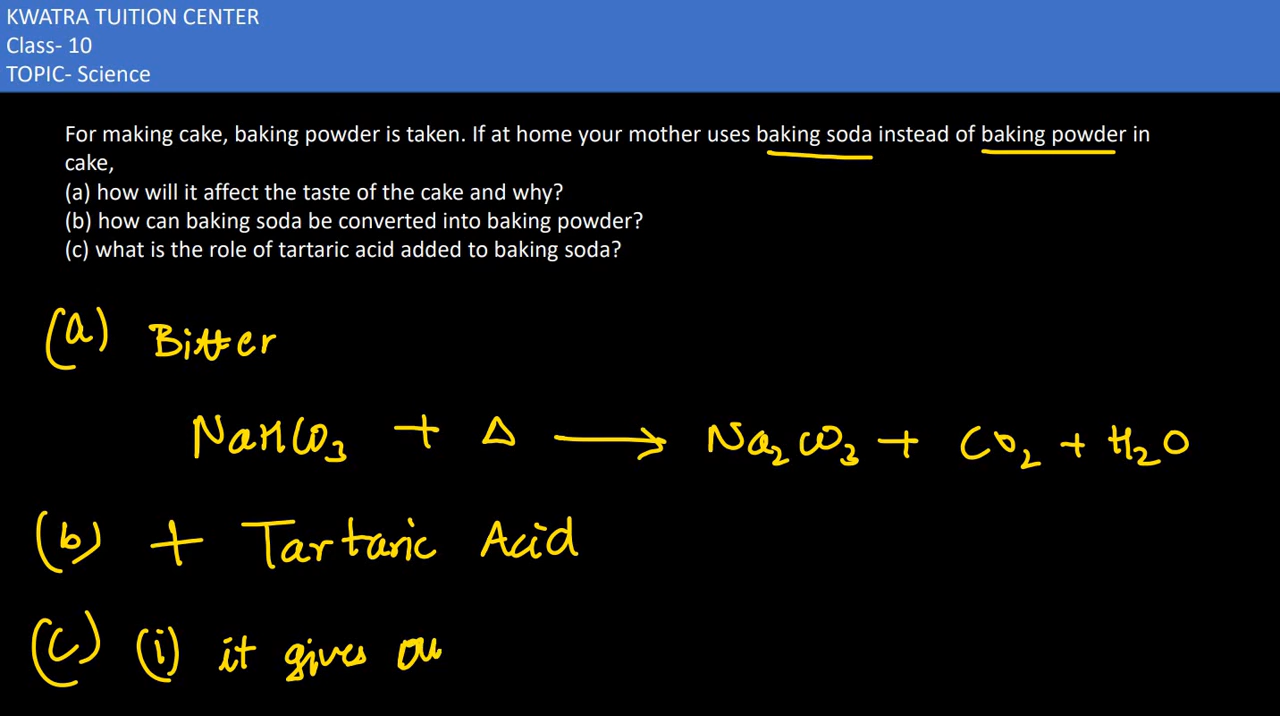 KWATRA TUITION CENTER
Class- 10
TOPIC- Science
For making cake, baking powder is taken. If at home your mother uses baking soda instead of baking powder in
cake,
(a) how will it affect the taste of the cake and why?
(b) how can baking soda be converted into baking powder?
(c) what is the role of tartaric acid added to baking soda?
(a) Bitter
NaHCO₃ + Δ → Na₂CO₃ + CO₂ + H₂O
(b) + Tartaric Acid
(C) (i) it gives ou